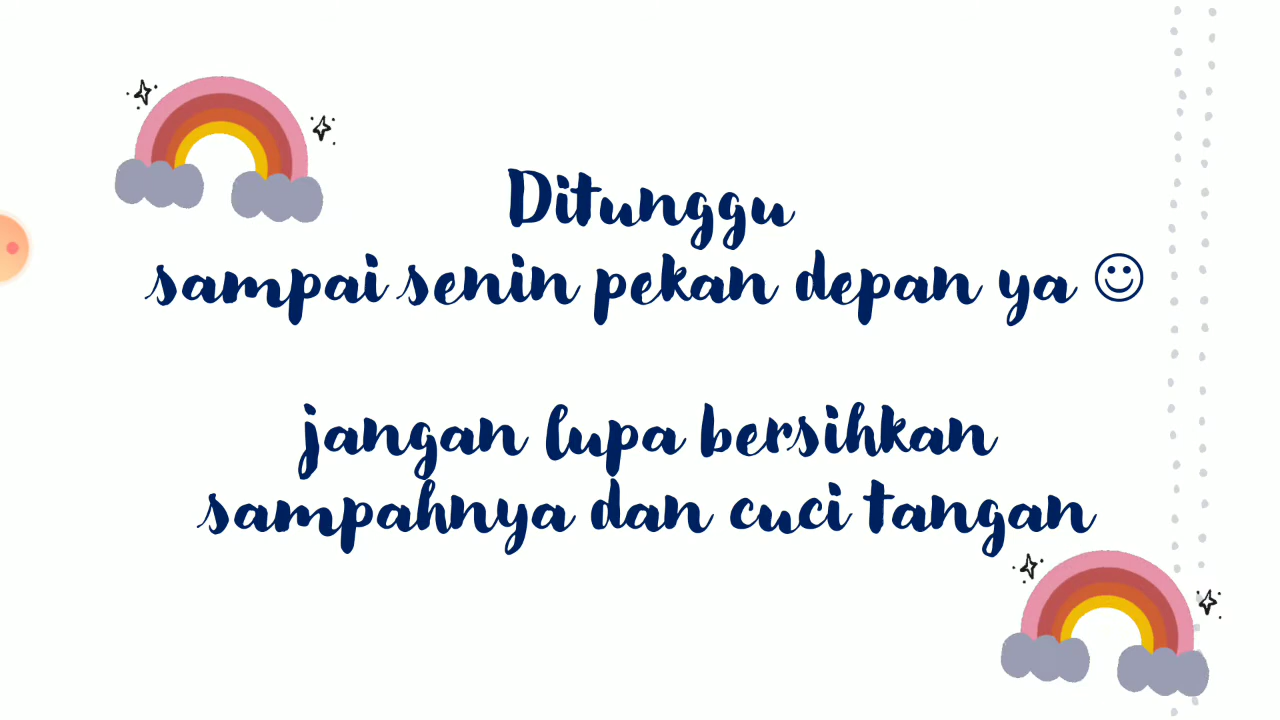 Ditunggu
sampai senin pekan depan ya ☺
jangan lupa bersihkan
sampahnya dan cuci tangan